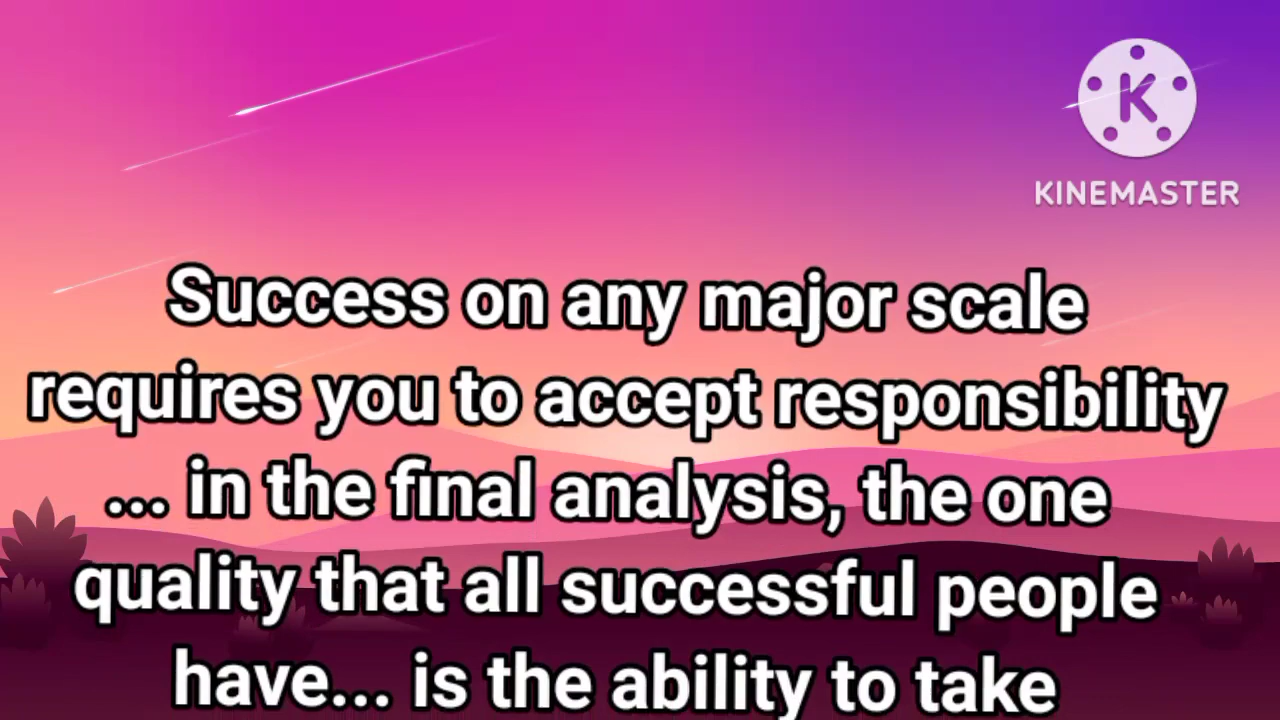 K
KINEMASTER
Success on any major scale
requires you to accept responsibility
... in the final analysis, the one
quality that all successful people
have... is the ability to take